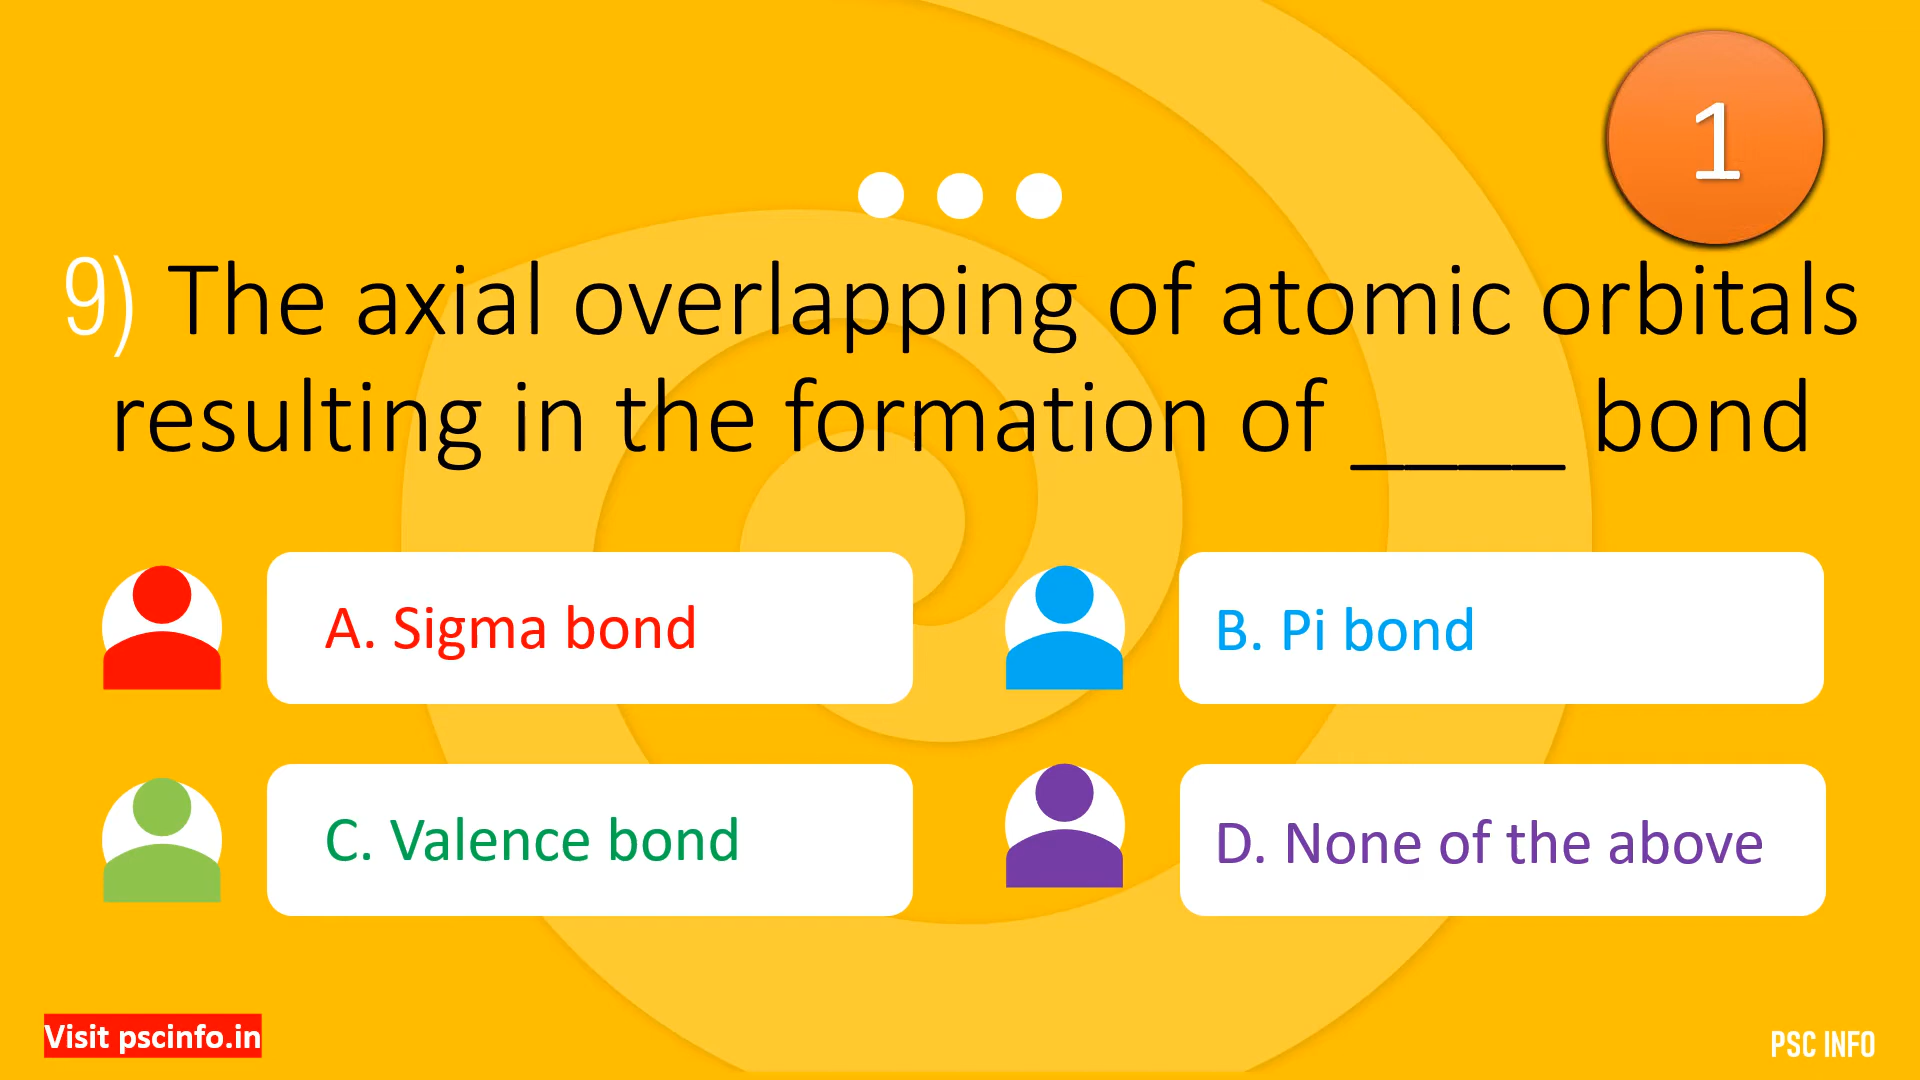 1
9) The axial overlapping of atomic orbitals
resulting in the formation of ____ bond
A. Sigma bond
B. Pi bond
C. Valence bond
D. None of the above
Visit pscinfo.in
PSC INFO